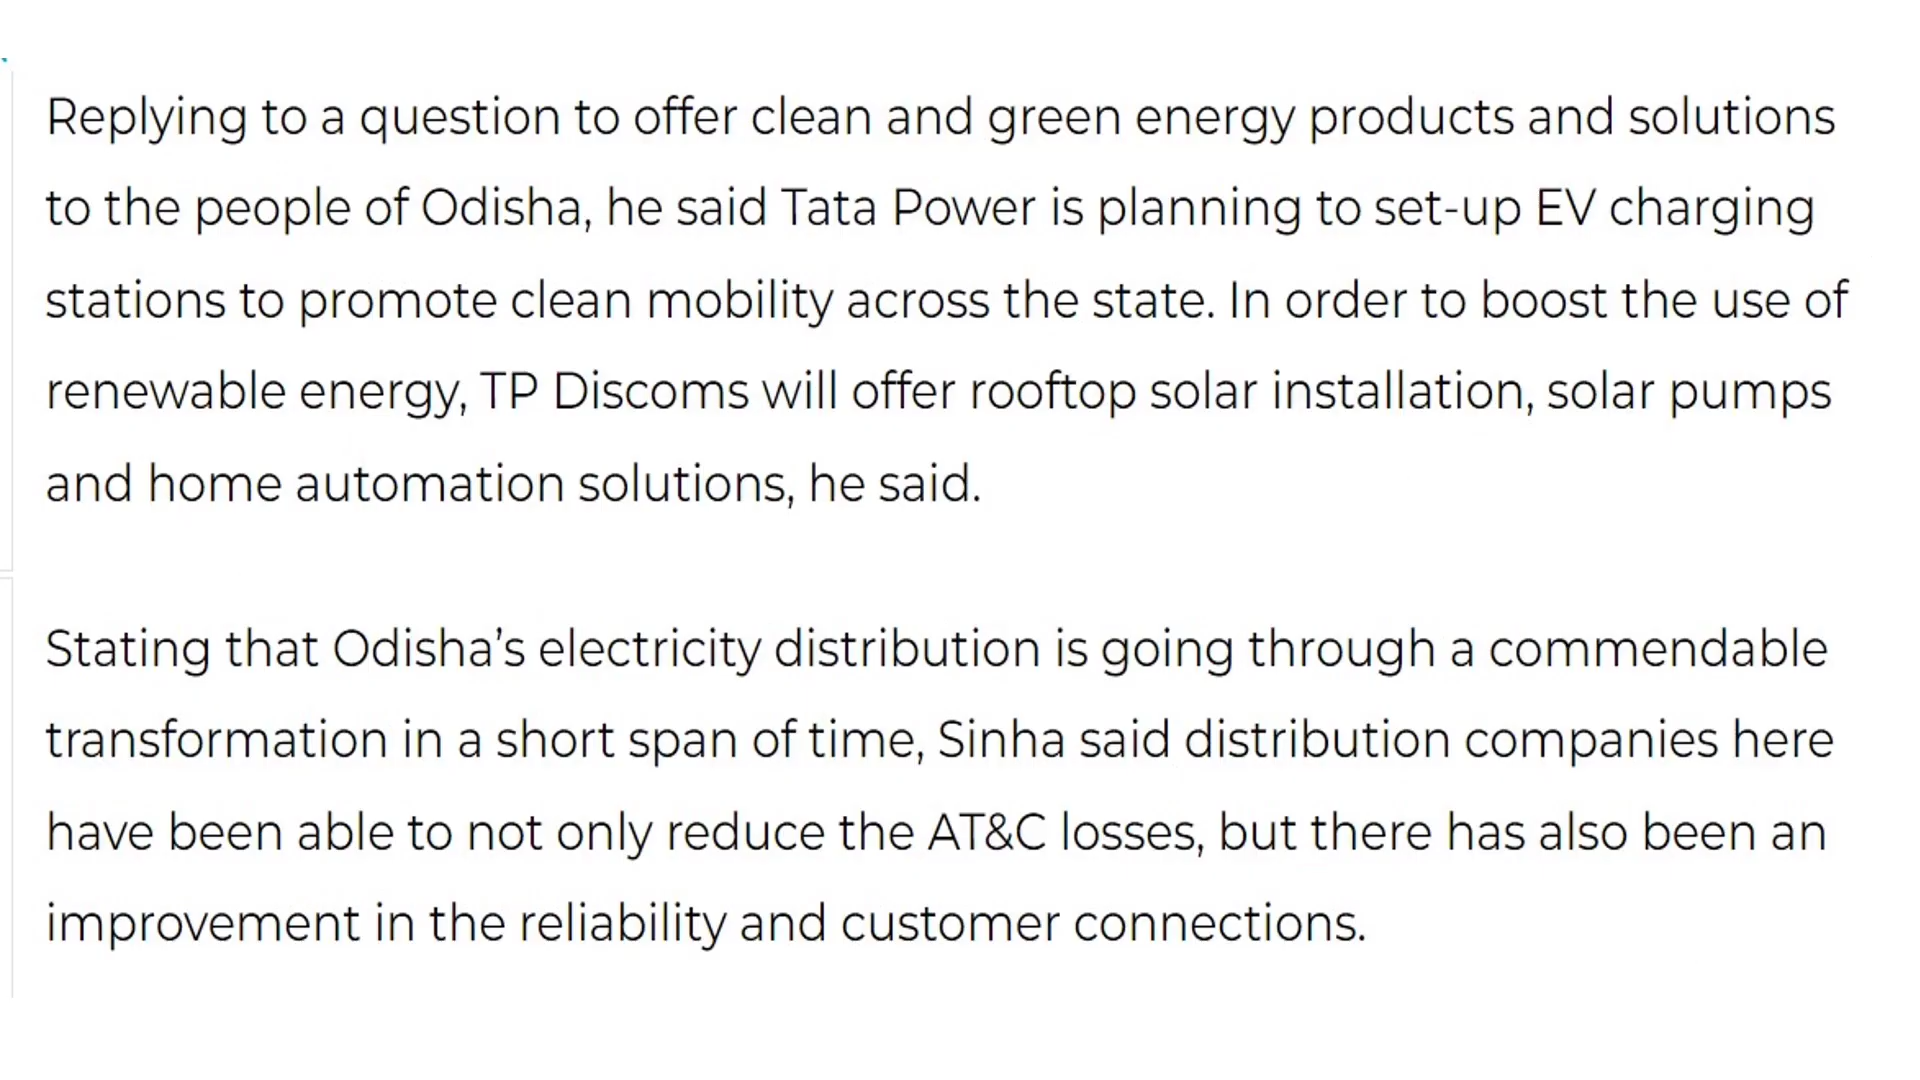 Replying to a question to offer clean and green energy products and solutions
to the people of Odisha, he said Tata Power is planning to set-up EV charging
stations to promote clean mobility across the state. In order to boost the use of
renewable energy, TP Discoms will offer rooftop solar installation, solar pumps
and home automation solutions, he said.
Stating that Odisha’s electricity distribution is going through a commendable
transformation in a short span of time, Sinha said distribution companies here
have been able to not only reduce the AT&C losses, but there has also been an
improvement in the reliability and customer connections.